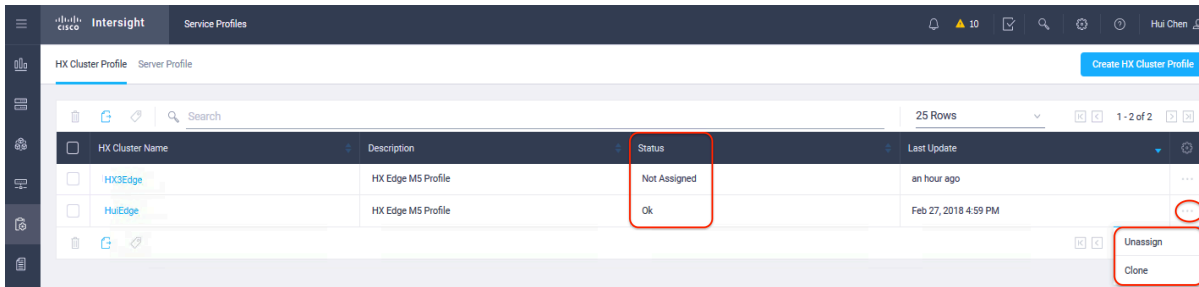 cisco Intersight Service Profiles 10 Hui Chen
HX Cluster Profile Server Profile Create HX Cluster Profile
Search 25 Rows 1 - 2 of 2
HX Cluster Name Description Status Last Update
HX3Edge HX Edge M5 Profile Not Assigned an hour ago
HuiEdge HX Edge M5 Profile Ok Feb 27, 2018 4:59 PM
Unassign
Clone